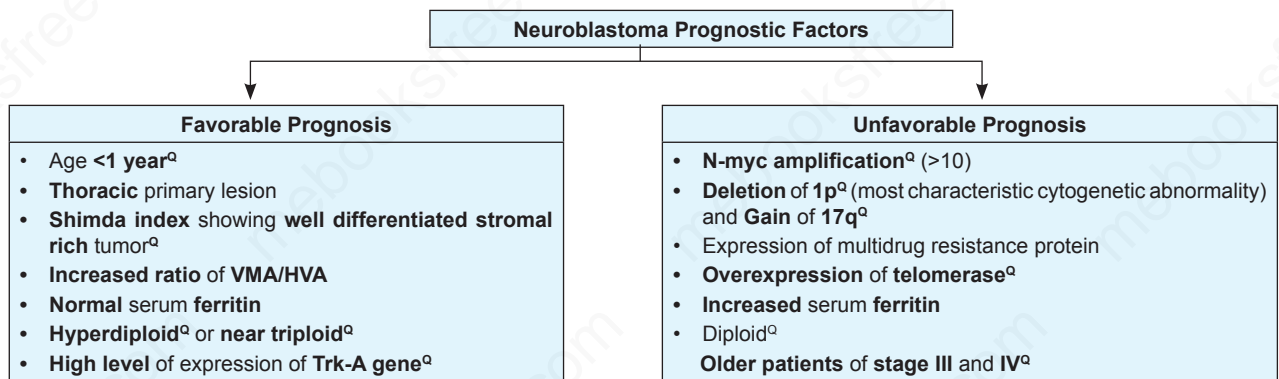 Neuroblastoma Prognostic Factors
Favorable Prognosis
• Age <1 yearQ
• Thoracic primary lesion
• Shimda index showing well differentiated stromal
rich tumorQ
• Increased ratio of VMA/HVA
• Normal serum ferritin
• HyperdiploidQ or near triploidQ
• High level of expression of Trk-A geneQ
Unfavorable Prognosis
• N-myc amplificationQ (>10)
• Deletion of 1pQ (most characteristic cytogenetic abnormality)
and Gain of 17qQ
• Expression of multidrug resistance protein
• Overexpression of telomeraseQ
• Increased serum ferritin
• DiploidQ
Older patients of stage III and IVQ